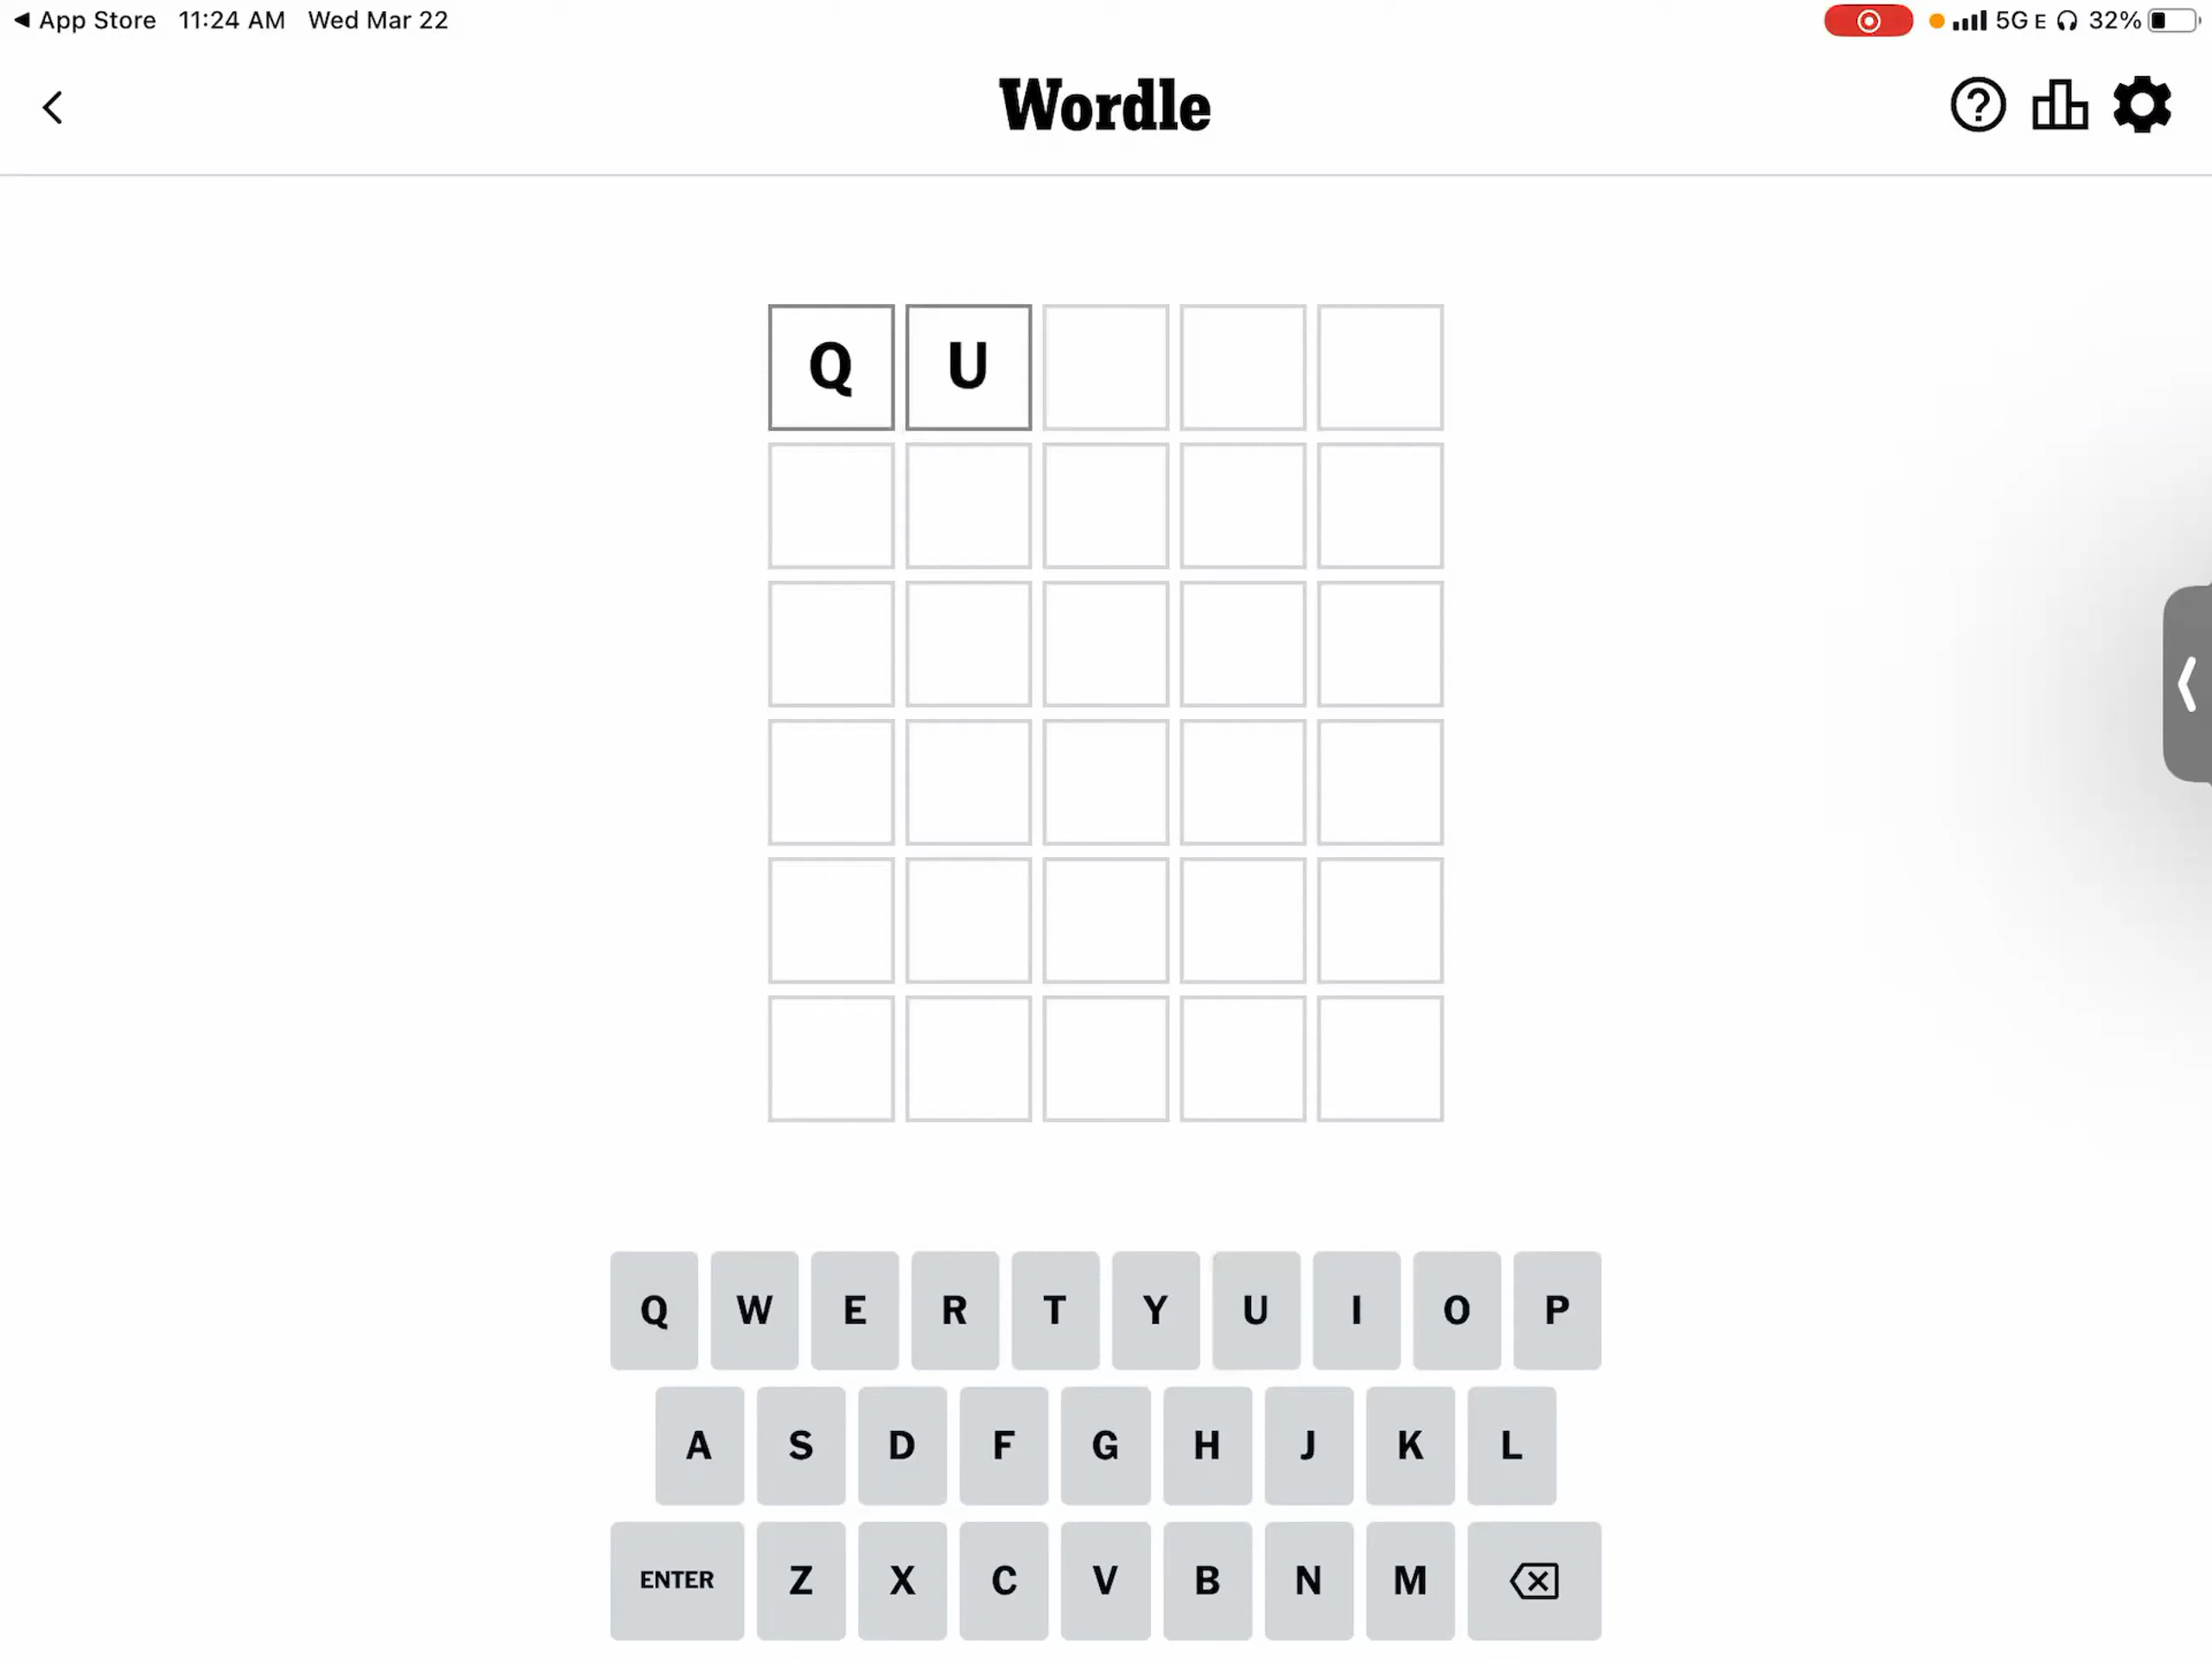 App Store 11:24 AM Wed Mar 22 5G E 32%
Wordle
Q U
Q W E R T Y U I O P
A S D F G H J K L
ENTER Z X C V B N M